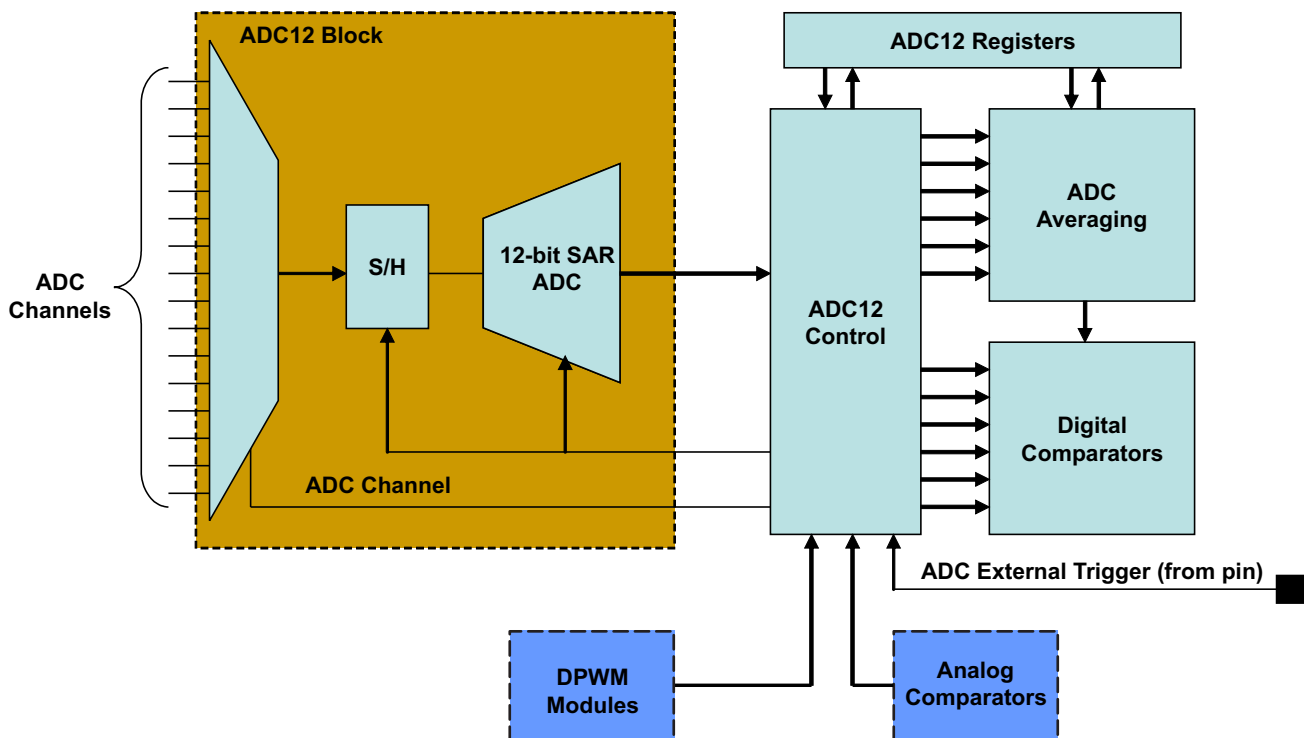 ADC12 Block
ADC12 Registers
ADC
Channels
S/H
12-bit SAR
ADC
ADC12
Control
ADC
Averaging
Digital
Comparators
ADC Channel
ADC External Trigger (from pin)
DPWM
Modules
Analog
Comparators